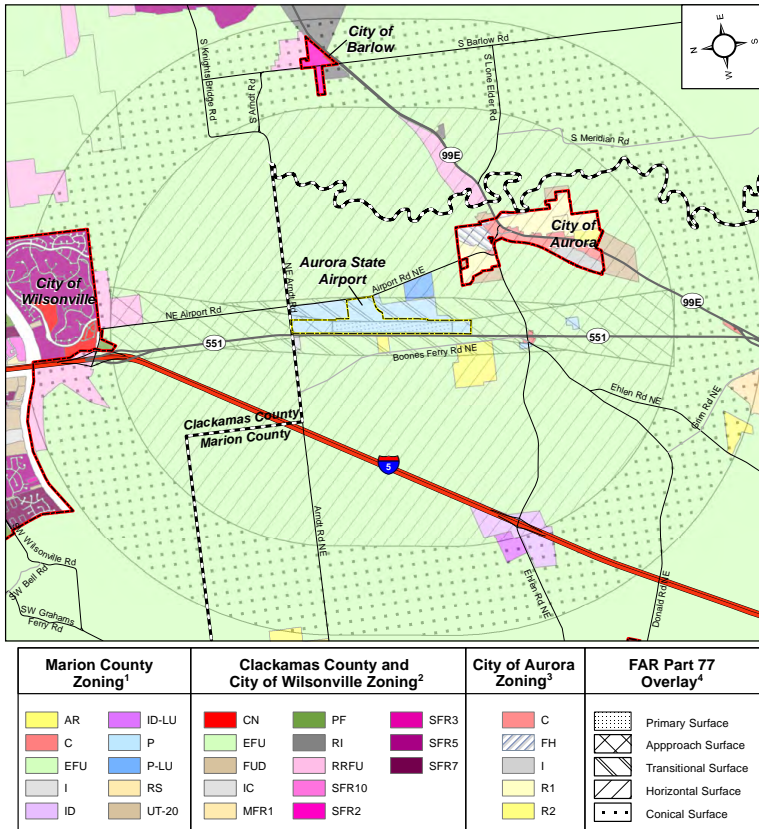 City of
Barlow
S Knights Bridge Rd
S Arndt Rd
S Barlow Rd
S Lone Elder Rd
S Meridian Rd
N
E
S
W
99E
City of
Aurora
City of
Wilsonville
Aurora State
Airport
NE Arndt Rd
Airport Rd NE
NE Airport Rd
551
551
99E
Boones Ferry Rd NE
Ehlen Rd NE
Grim Rd NE
Clackamas County
Marion County
5
Arndt Rd NE
Ehlen Rd NE
Donald Rd NE
SW Wilsonville Rd
SW Bell Rd
SW Grahams
Ferry Rd
Marion County
Zoning1
AR
C
EFU
I
ID
ID-LU
P
P-LU
RS
UT-20
Clackamas County and
City of Wilsonville Zoning2
CN
EFU
FUD
IC
MFR1
PF
RI
RRFU
SFR10
SFR2
SFR3
SFR5
SFR7
City of Aurora
Zoning3
C
FH
I
R1
R2
FAR Part 77
Overlay4
Primary Surface
Appproach Surface
Transitional Surface
Horizontal Surface
Conical Surface